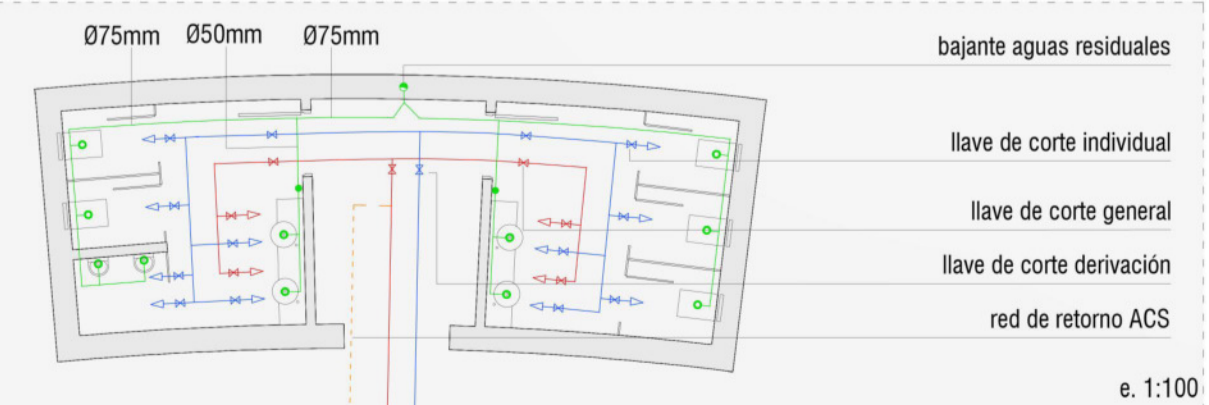 Ø75mm
Ø50mm
Ø75mm
bajante aguas residuales
llave de corte individual
llave de corte general
llave de corte derivación
red de retorno ACS
e. 1:100